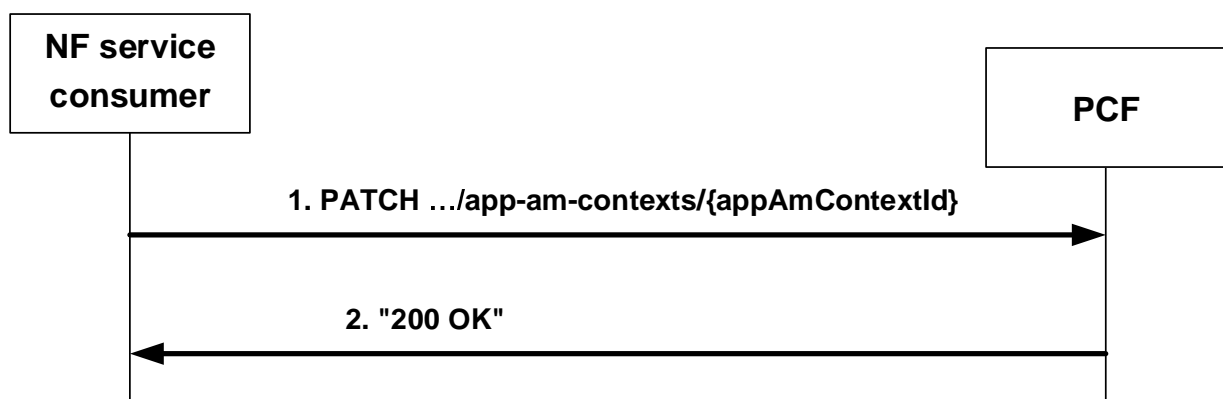 NF service
consumer
PCF
1. PATCH …/app-am-contexts/{appAmContextId}
2. "200 OK"